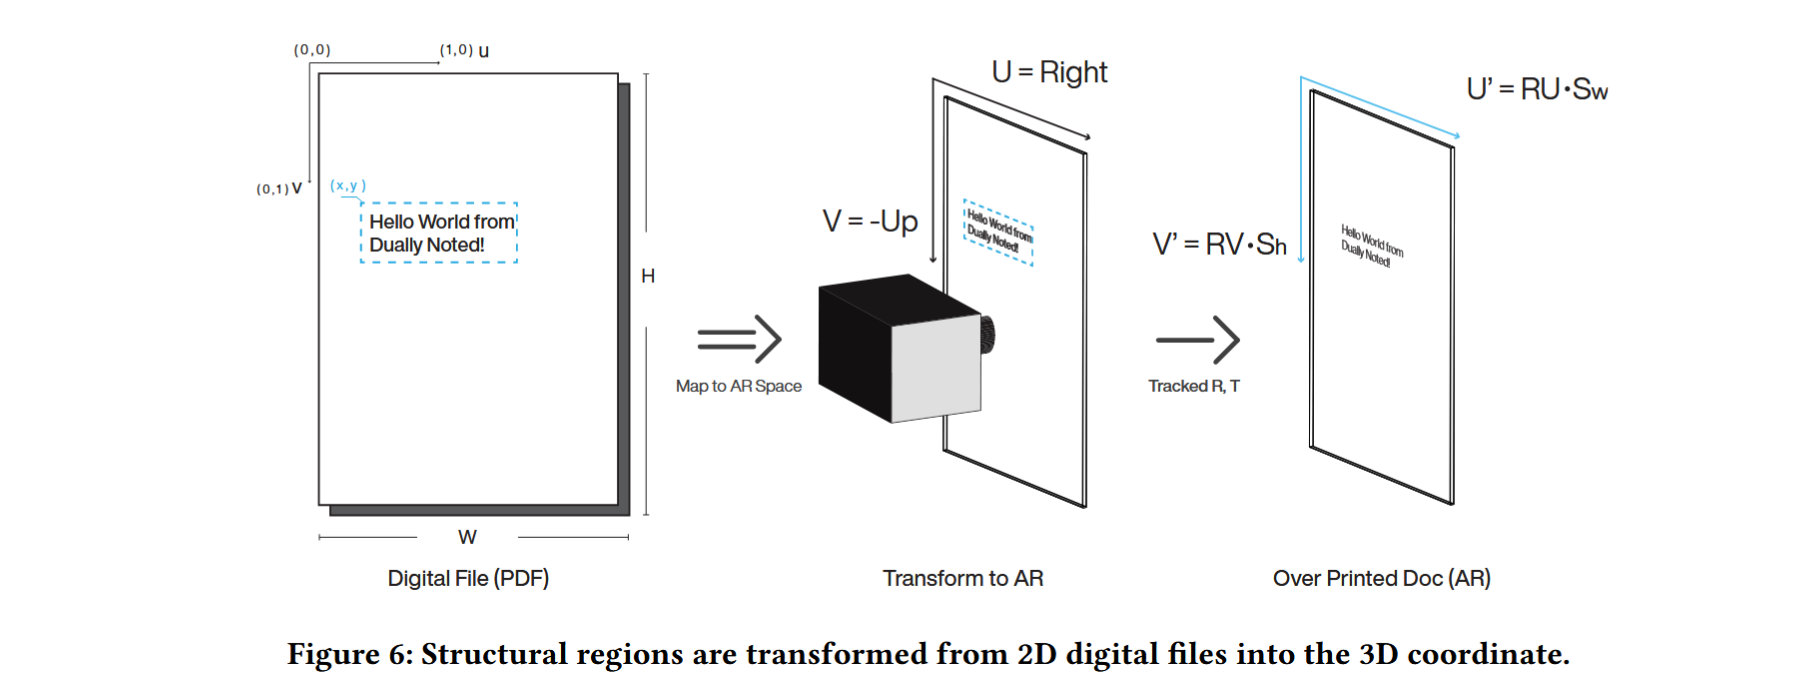 (0,0)
(1,0) u
(0,1) V
(x,y)
Hello World from
Dually Noted!
H
W
Digital File (PDF)
Map to AR Space
U = Right
V = -Up
Hello World from
Dually Noted!
Transform to AR
Tracked R, T
U’ = RU·Sw
V’ = RV·Sh
Hello World from
Dually Noted!
Over Printed Doc (AR)
Figure 6: Structural regions are transformed from 2D digital files into the 3D coordinate.